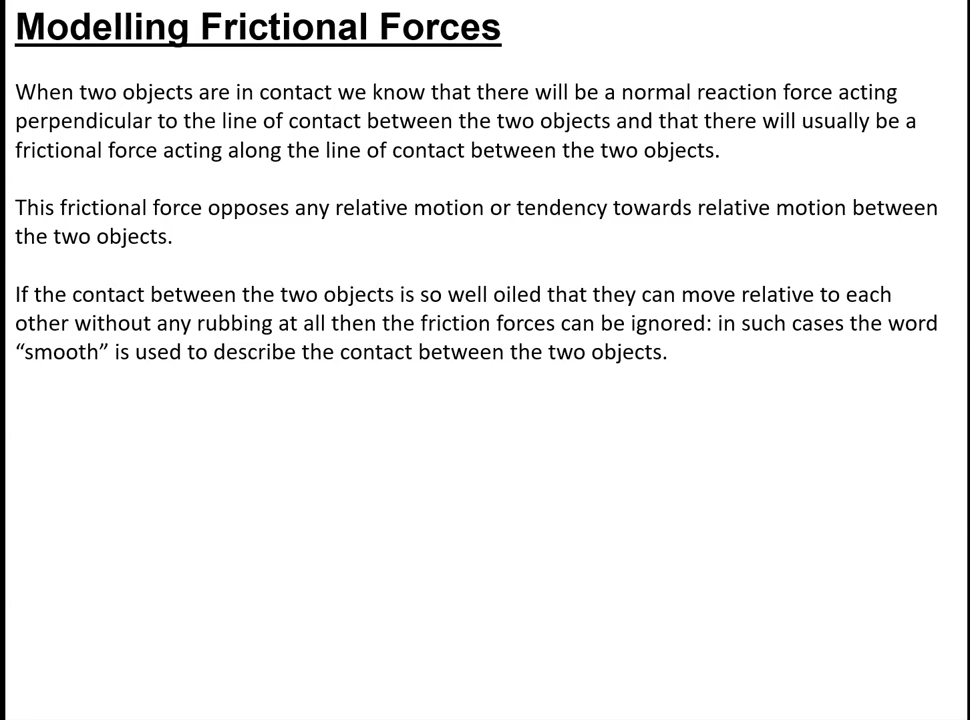 Modelling Frictional Forces
When two objects are in contact we know that there will be a normal reaction force acting
perpendicular to the line of contact between the two objects and that there will usually be a
frictional force acting along the line of contact between the two objects.
This frictional force opposes any relative motion or tendency towards relative motion between
the two objects.
If the contact between the two objects is so well oiled that they can move relative to each
other without any rubbing at all then the friction forces can be ignored: in such cases the word
“smooth” is used to describe the contact between the two objects.